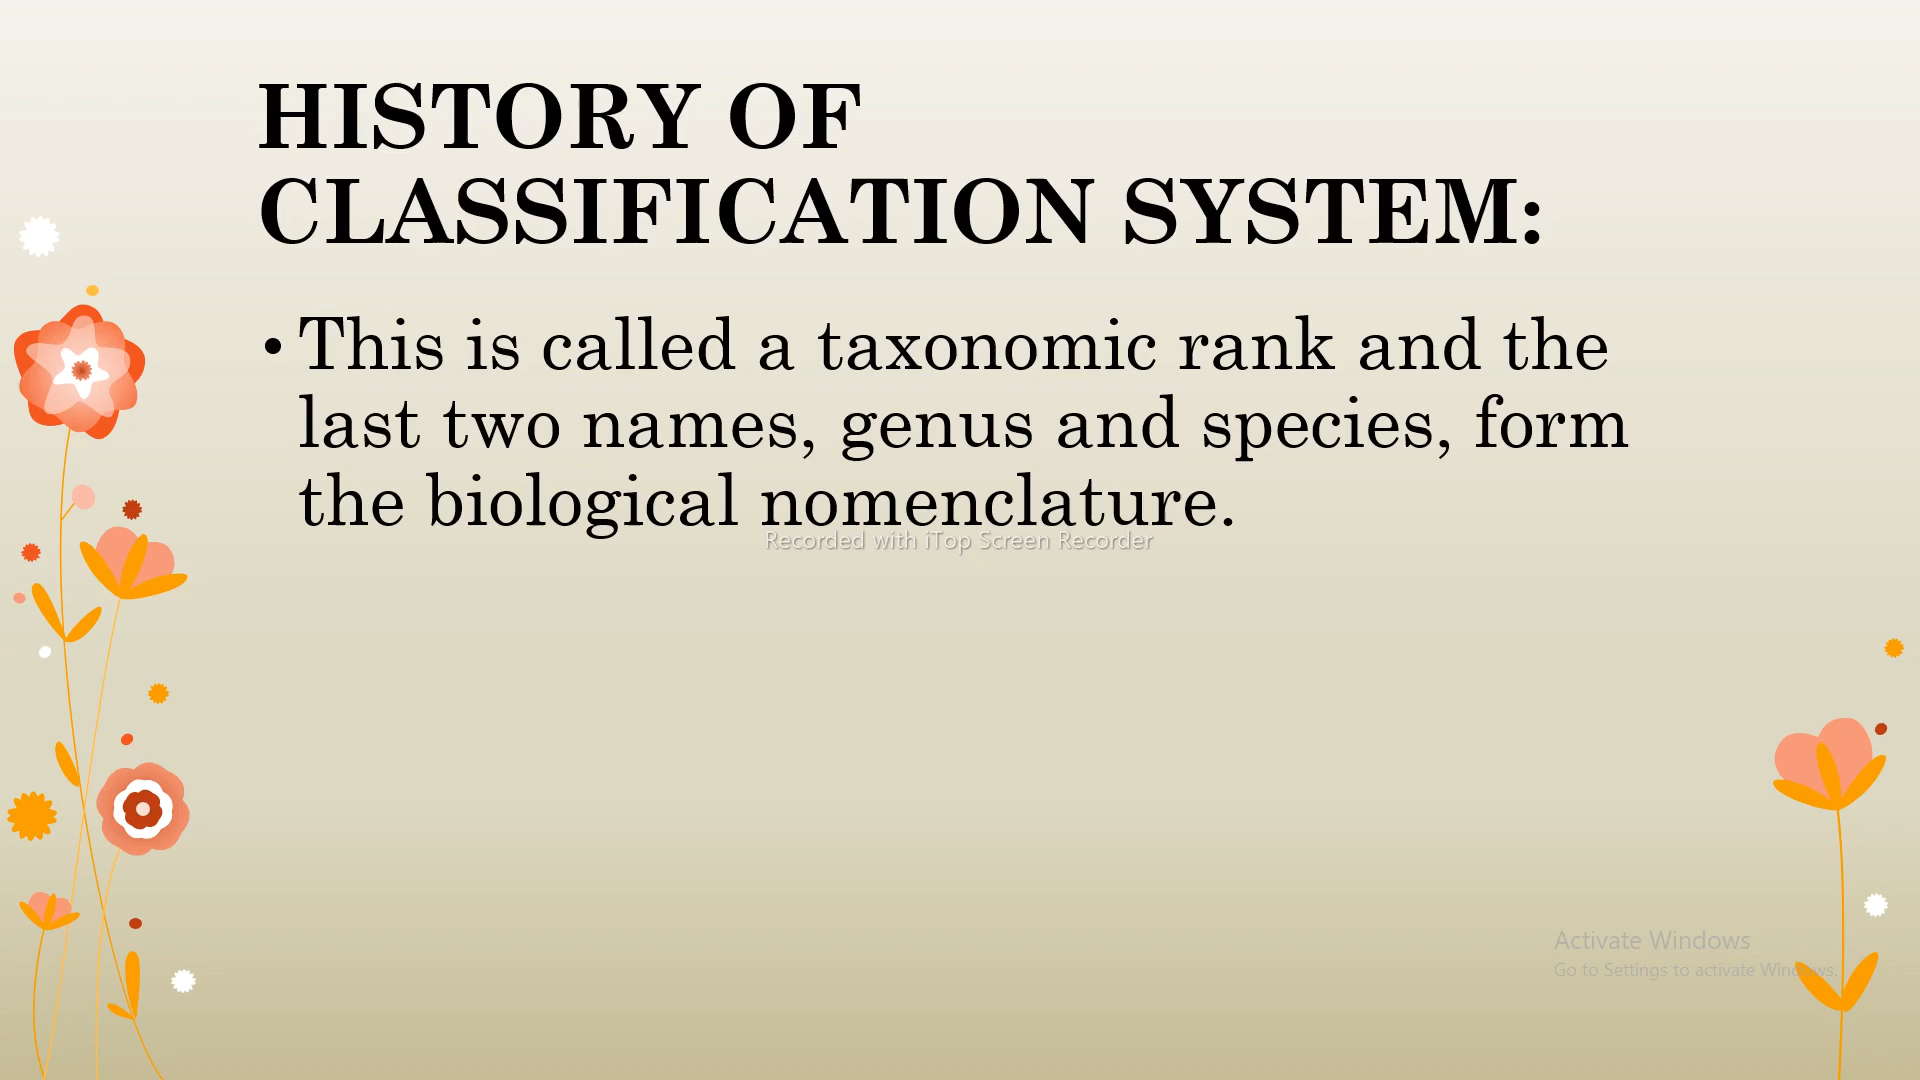 HISTORY OF
CLASSIFICATION SYSTEM:
• This is called a taxonomic rank and the
last two names, genus and species, form
the biological nomenclature.
Recorded with iTop Screen Recorder
Activate Windows
Go to Settings to activate Windows.